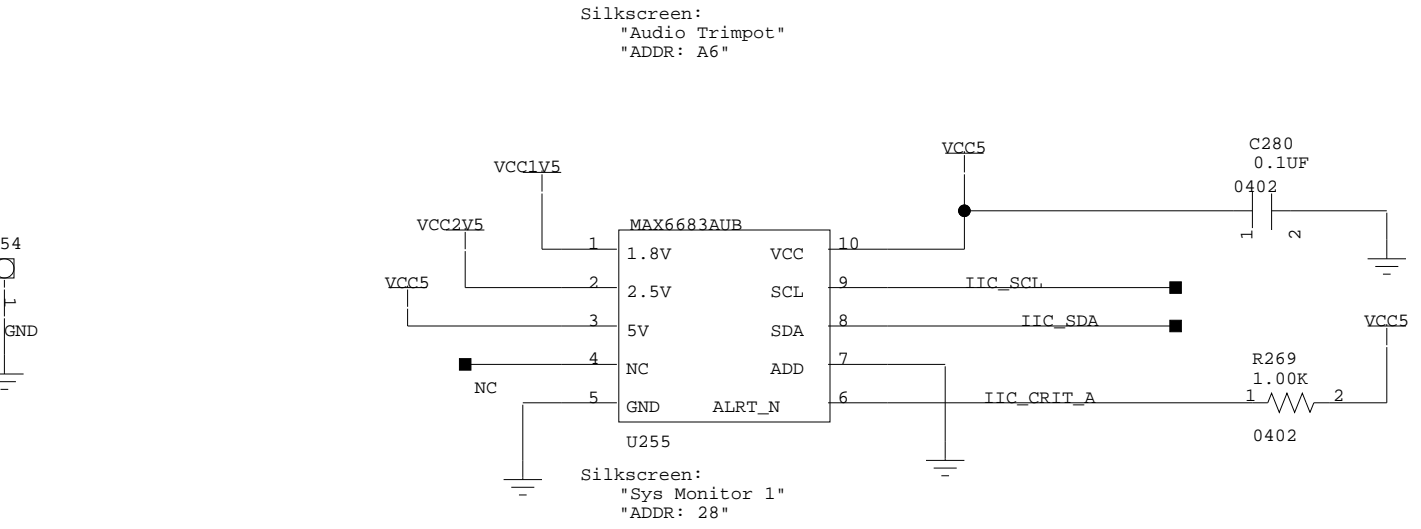 Silkscreen:
"Audio Trimpot"
"ADDR: A6"
VCC5
C280
0.1UF
0402
1
2
VCC1V5
VCC2V5
VCC5
MAX6683AUB
1
1.8V
VCC
10
2
2.5V
SCL
9
IIC_SCL
3
5V
SDA
8
IIC_SDA
4
NC
NC
ADD
7
5
GND
ALRT_N
6
IIC_CRIT_A
U255
VCC5
R269
1.00K
1
2
0402
54
1
GND
Silkscreen:
"Sys Monitor 1"
"ADDR: 28"